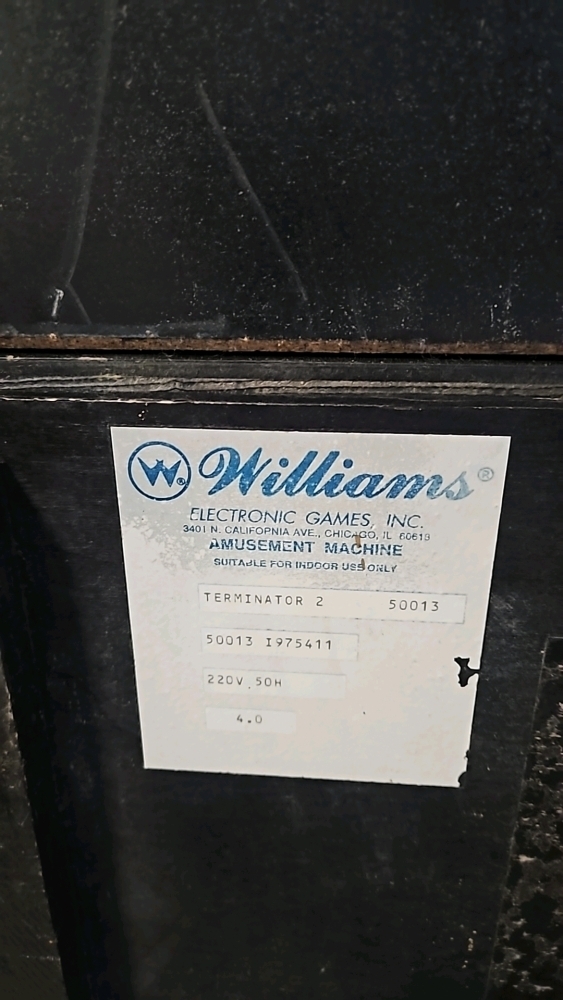 W® Williams®
ELECTRONIC GAMES, INC.
3401 N. CALIFORNIA AVE., CHICAGO, IL 60618
AMUSEMENT MACHINE
SUITABLE FOR INDOOR USE ONLY
TERMINATOR 2 50013
50013 I975411
220V,50H
4.0